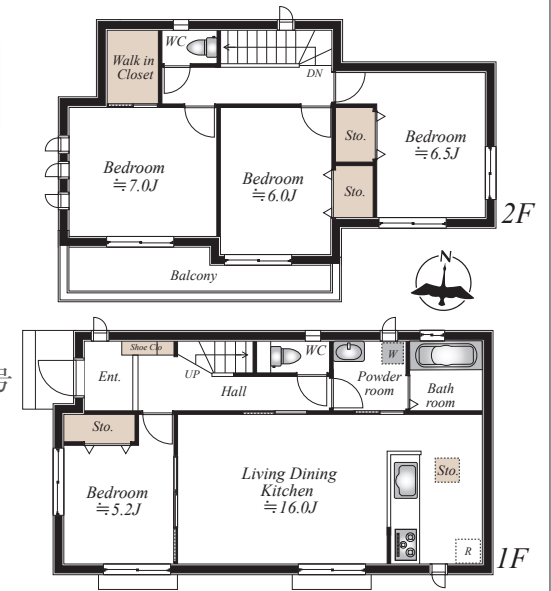 WC
Walk in
Closet
DN
Bedroom
≒7.0J
Bedroom
≒6.0J
Sto.
Sto.
Bedroom
≒6.5J
2F
Balcony
N
号
Shoe Clo
Ent.
UP
Hall
WC
W
Powder
room
Bath
room
Sto.
Bedroom
≒5.2J
Living Dining
Kitchen
≒16.0J
Sto.
R
1F